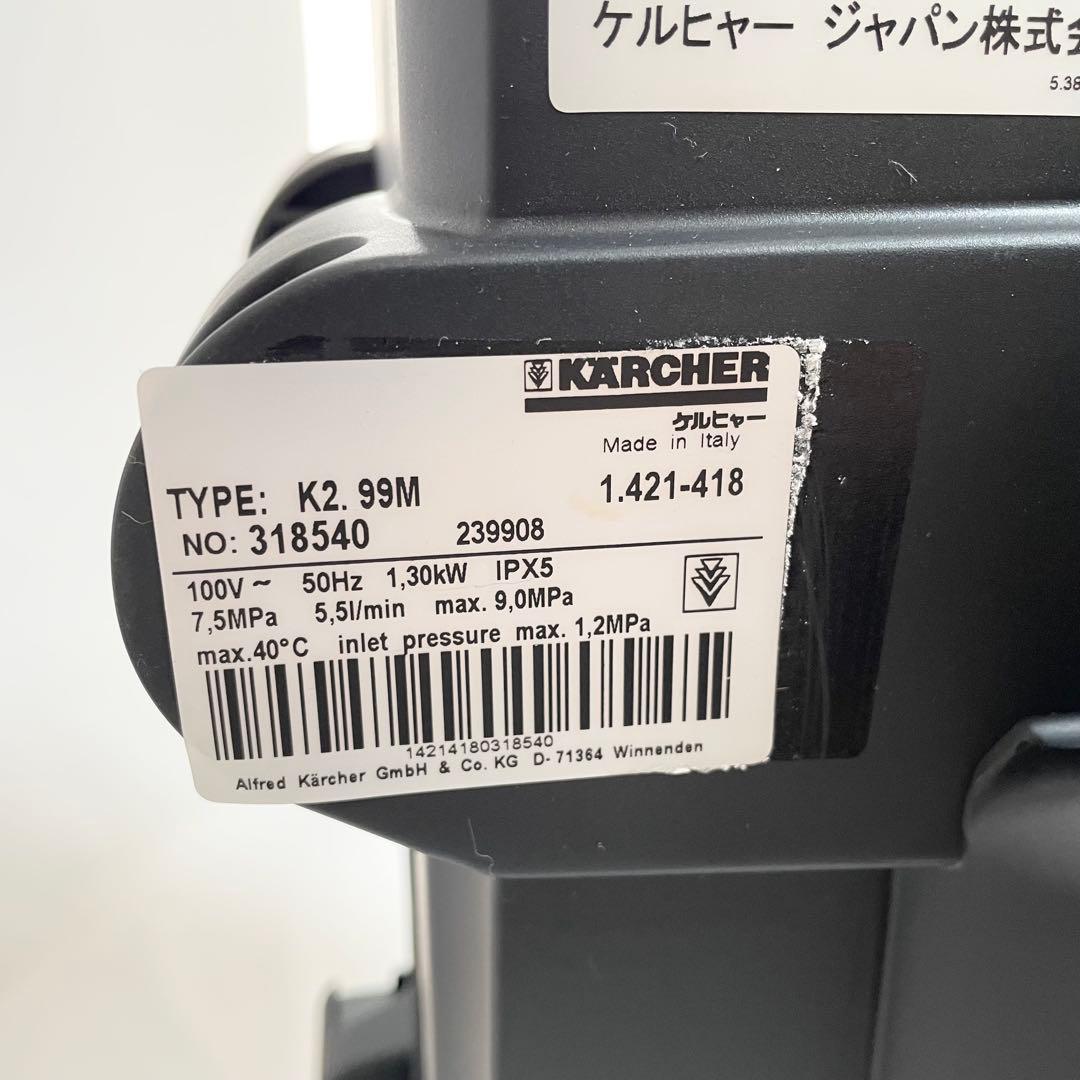 ケルヒャー ジャパン株式会
5.38
KÄRCHER
ケルヒャー
Made in Italy
TYPE: K2. 99M 1.421-418
NO: 318540 239908
100V~ 50Hz 1,30kW IPX5
7,5MPa 5,5l/min max. 9,0MPa
max.40°C inlet pressure max. 1,2MPa
14214180318540
Alfred Kärcher GmbH & Co. KG D-71364 Winnenden